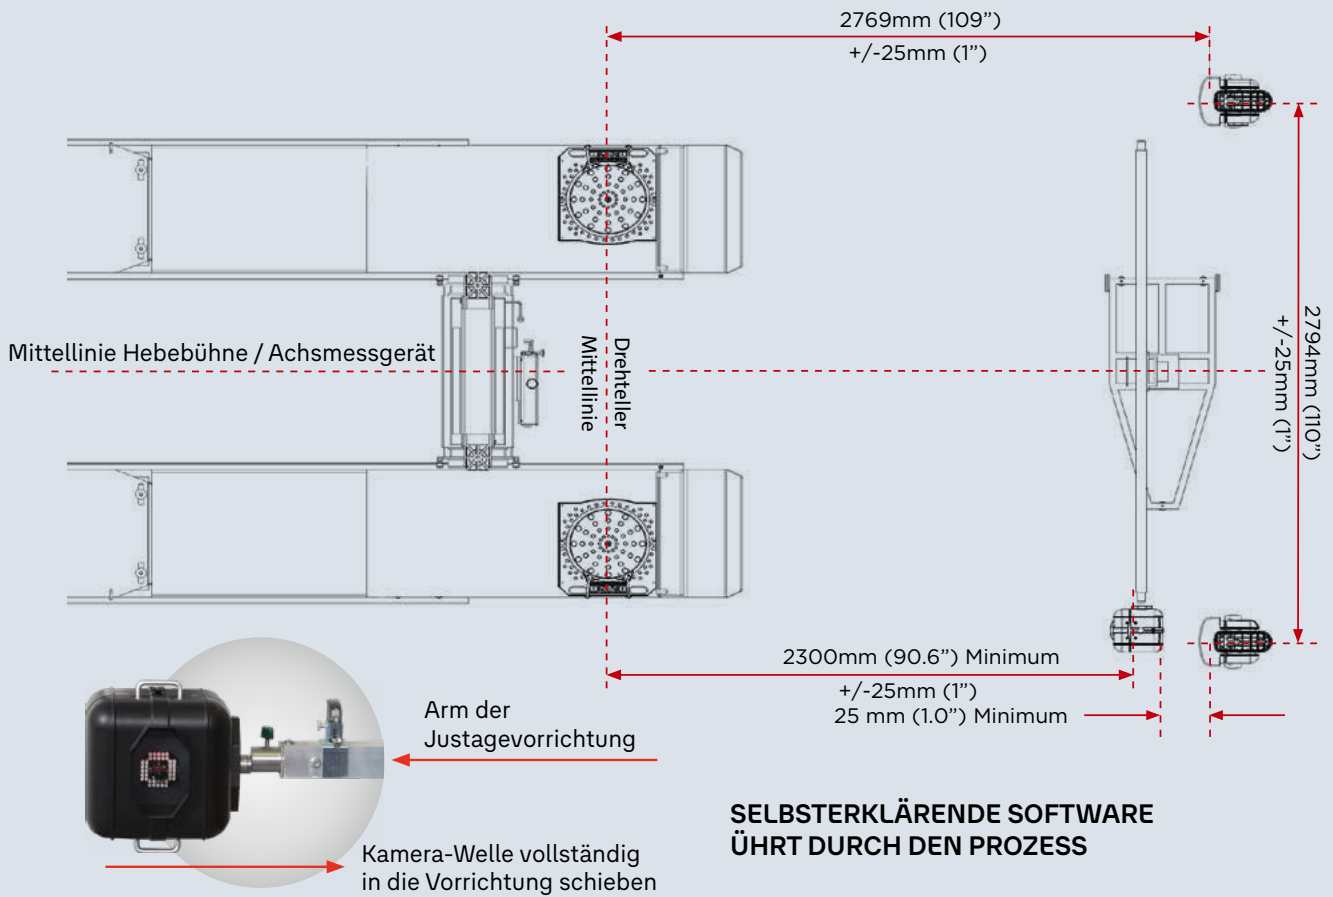 2769mm (109”)
+/-25mm (1”)
Mittellinie Hebebühne / Achsmessgerät
Drehteller
Mittellinie
2794mm (110”)
+/-25mm (1”)
2300mm (90.6”) Minimum
+/-25mm (1”)
25 mm (1.0”) Minimum
Arm der
Justagevorrichtung
Kamera-Welle vollständig
in die Vorrichtung schieben
SELBSTERKLÄRENDE SOFTWARE
ÜHRT DURCH DEN PROZESS